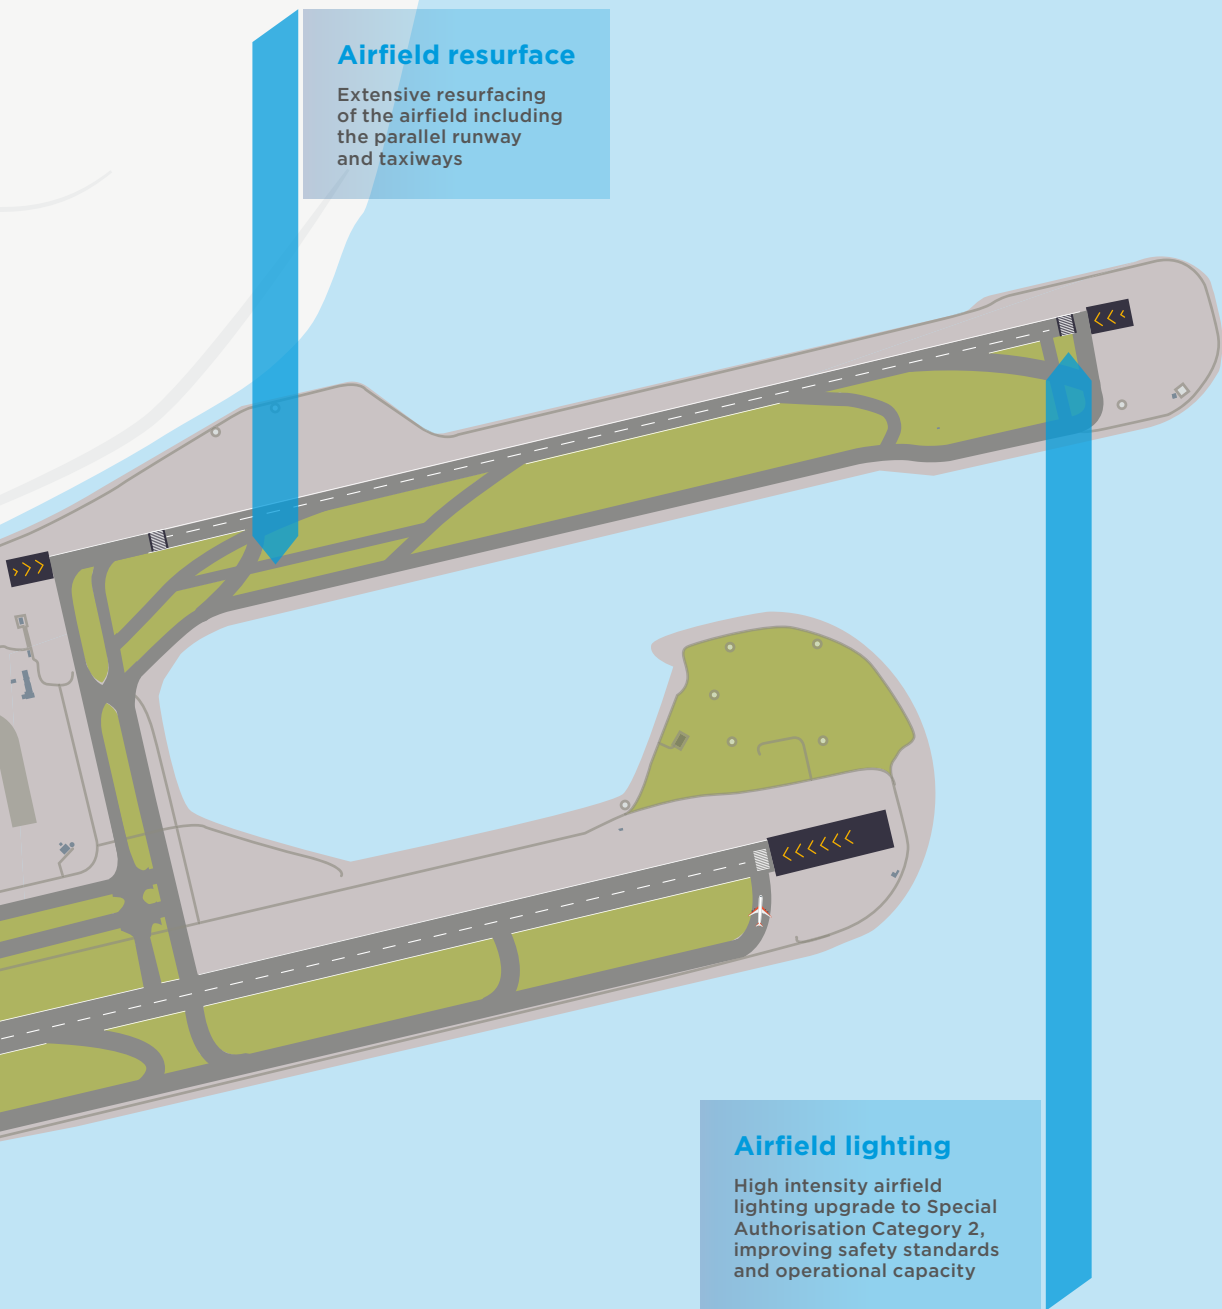 Airfield resurface
Extensive resurfacing
of the airfield including
the parallel runway
and taxiways
Airfield lighting
High intensity airfield
lighting upgrade to Special
Authorisation Category 2,
improving safety standards
and operational capacity